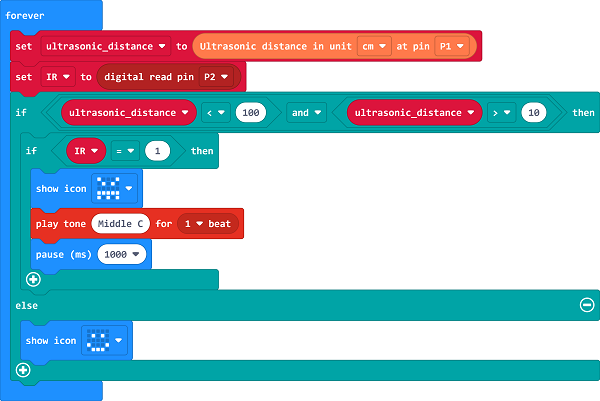 forever
set ultrasonic_distance to Ultrasonic distance in unit cm at pin P1
set IR to digital read pin P2
if ultrasonic_distance < 100 and ultrasonic_distance > 10 then
if IR = 1 then
show icon
play tone Middle C for 1 beat
pause (ms) 1000
else
show icon